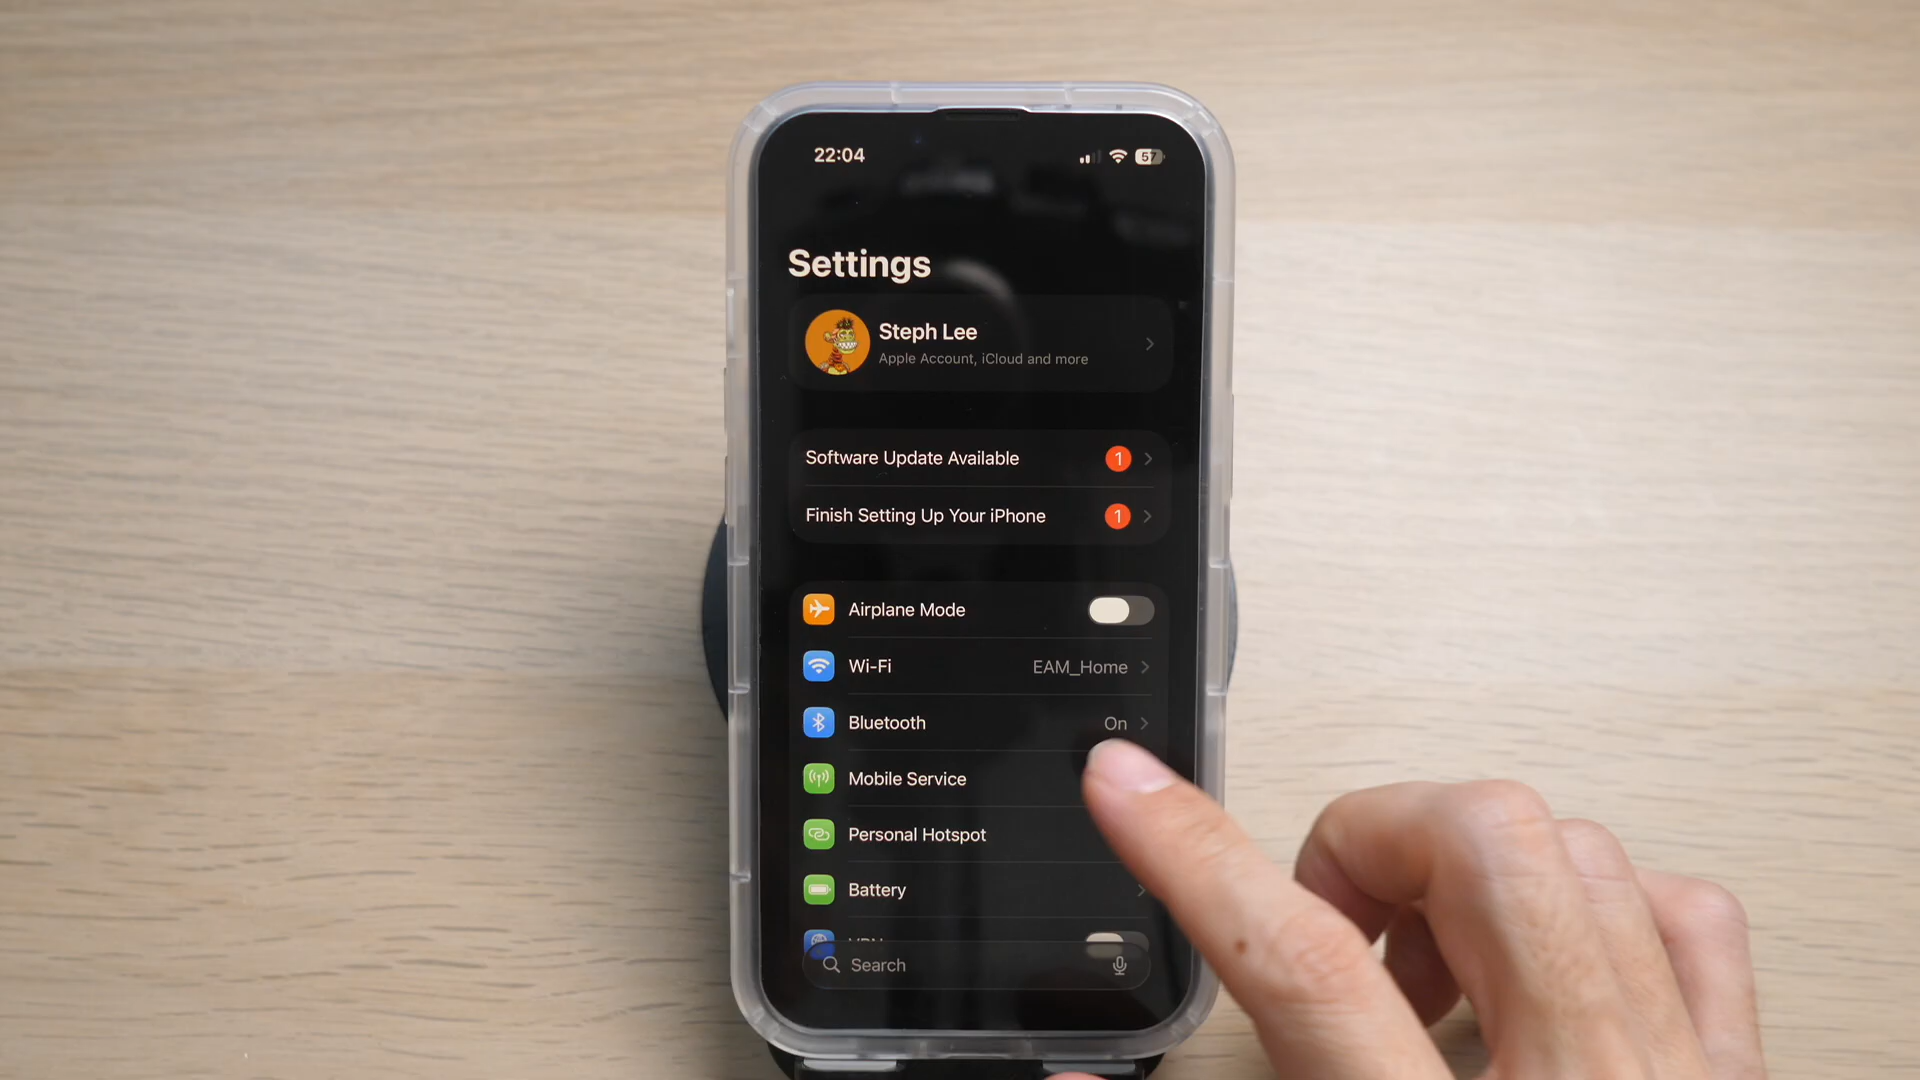 22:04
57
Settings
Steph Lee
Apple Account, iCloud and more
Software Update Available 1
Finish Setting Up Your iPhone 1
Airplane Mode
Wi-Fi EAM_Home
Bluetooth On
Mobile Service
Personal Hotspot
Battery
VPN
Search